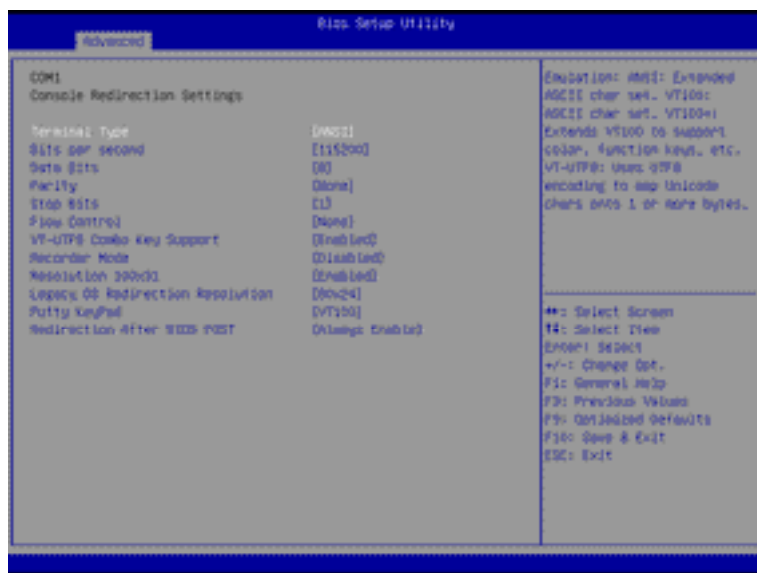 Bios Setup Utility
Advanced
COM1
Console Redirection Settings
Terminal Type [ANSI]
Bits per second [115200]
Data Bits [8]
Parity [None]
Stop Bits [1]
Flow Control [None]
VT-UTF8 Combo Key Support [Enabled]
Recorder Mode [Disabled]
Resolution 100x31 [Enabled]
Legacy OS Redirection Resolution [80x24]
Putty KeyPad [VT100]
Redirection After BIOS POST [Always Enable]
Emulation: ANSI: Extended
ASCII char set. VT100:
ASCII char set. VT100+:
Extends VT100 to support
color, function keys, etc.
VT-UTF8: Uses UTF8
encoding to map Unicode
chars onto 1 or more bytes.
: Select Screen
: Select Item
Enter: Select
+/-: Change Opt.
F1: General Help
: Previous Values
F9: Optimized Defaults
F10: Save & Exit
ESC: Exit